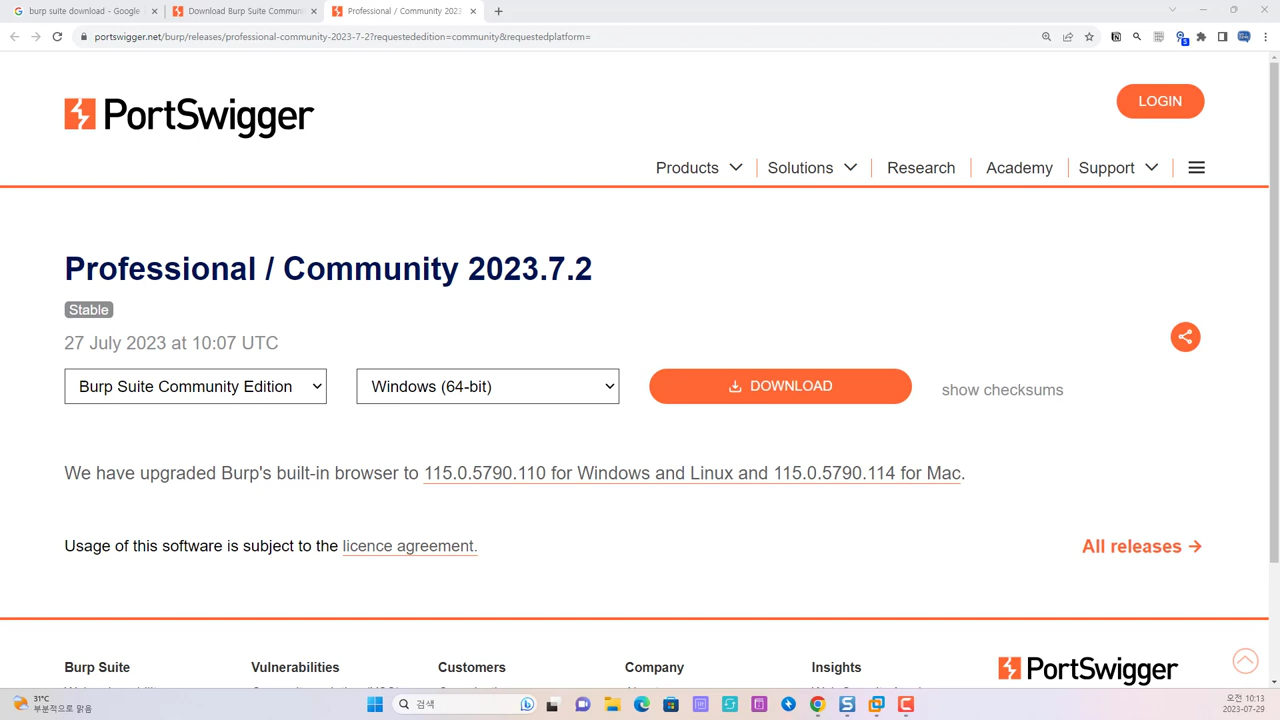 burp suite download - Google
Download Burp Suite Communi
Professional / Community 2023
portswigger.net/burp/releases/professional-community-2023-7-2?requestededition=community&requestedplatform=
PortSwigger
LOGIN
Products
Solutions
Research
Academy
Support
Professional / Community 2023.7.2
Stable
27 July 2023 at 10:07 UTC
Burp Suite Community Edition
Windows (64-bit)
DOWNLOAD
show checksums
We have upgraded Burp's built-in browser to 115.0.5790.110 for Windows and Linux and 115.0.5790.114 for Mac.
Usage of this software is subject to the licence agreement.
All releases →
Burp Suite
Vulnerabilities
Customers
Company
Insights
PortSwigger
31°C
부분적으로 맑음
검색
오전 10:13
2023-07-29